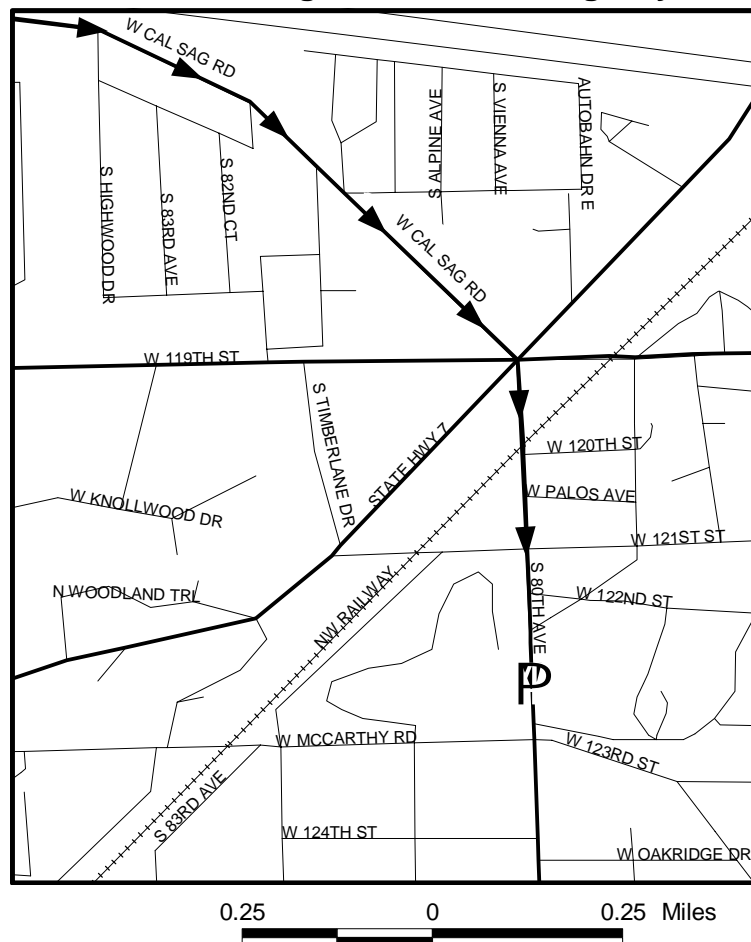 W CAL SAG RD
S HIGHWOOD DR
S 83RD AVE
S 82ND CT
S ALPINE AVE
S VIENNA AVE
AUTOBAHN DR E
W CAL SAG RD
W 119TH ST
S TIMBERLANE DR
STATE HWY 7
W 120TH ST
W PALOS AVE
W KNOLLWOOD DR
W 121ST ST
N WOODLAND TRL
NW RAILWAY
S 80TH AVE
W 122ND ST
P
W MCCARTHY RD
W 123RD ST
S 83RD AVE
W 124TH ST
W OAKRIDGE DR
0.25 0 0.25 Miles